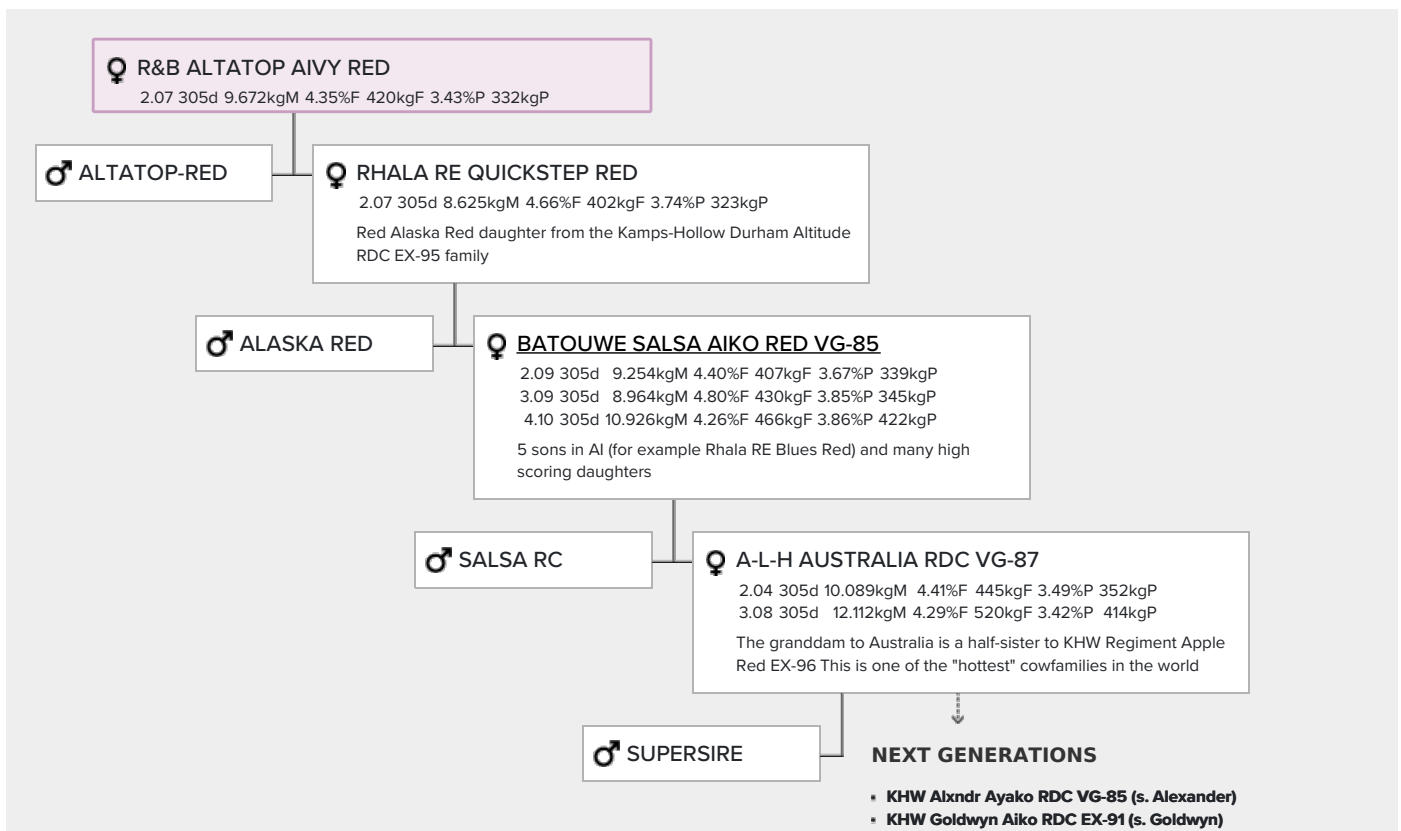 R&B ALTATOP AIVY RED
2.07 305d 9.672kgM 4.35%F 420kgF 3.43%P 332kgP
ALTATOP-RED
RHALA RE QUICKSTEP RED
2.07 305d 8.625kgM 4.66%F 402kgF 3.74%P 323kgP
Red Alaska Red daughter from the Kamps-Hollow Durham Altitude
RDC EX-95 family
ALASKA RED
BATOUWE SALSA AIKO RED VG-85
2.09 305d 9.254kgM 4.40%F 407kgF 3.67%P 339kgP
3.09 305d 8.964kgM 4.80%F 430kgF 3.85%P 345kgP
4.10 305d 10.926kgM 4.26%F 466kgF 3.86%P 422kgP
5 sons in AI (for example Rhala RE Blues Red) and many high
scoring daughters
SALSA RC
A-L-H AUSTRALIA RDC VG-87
2.04 305d 10.089kgM 4.41%F 445kgF 3.49%P 352kgP
3.08 305d 12.112kgM 4.29%F 520kgF 3.42%P 414kgP
The granddam to Australia is a half-sister to KHW Regiment Apple
Red EX-96 This is one of the "hottest" cowfamilies in the world
SUPERSIRE
NEXT GENERATIONS
▪ KHW Alxndr Ayako RDC VG-85 (s. Alexander)
▪ KHW Goldwyn Aiko RDC EX-91 (s. Goldwyn)